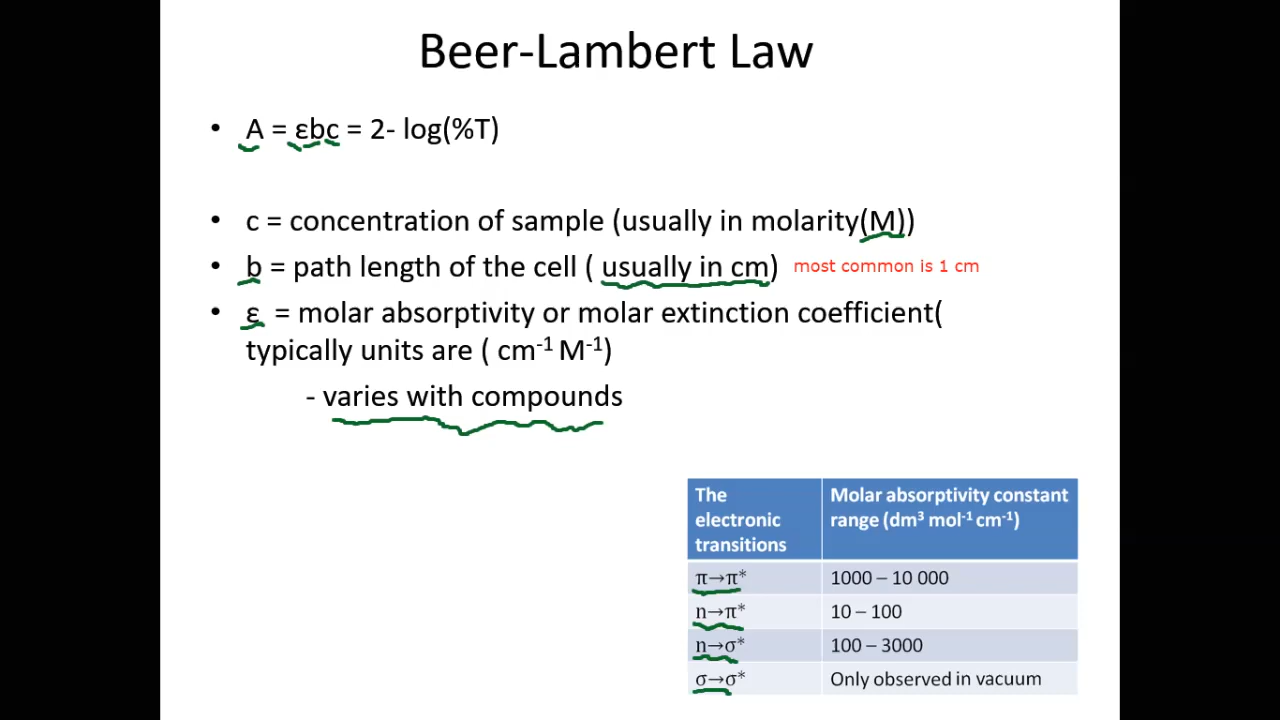 Beer-Lambert Law
• A = εbc = 2- log(%T)
• c = concentration of sample (usually in molarity(M))
• b = path length of the cell ( usually in cm) most common is 1 cm
• ε = molar absorptivity or molar extinction coefficient(
typically units are ( cm⁻¹ M⁻¹)
- varies with compounds
The electronic transitions
Molar absorptivity constant range (dm³ mol⁻¹ cm⁻¹)
π→π* 1000 – 10 000
n→π* 10 – 100
n→σ* 100 – 3000
σ→σ* Only observed in vacuum